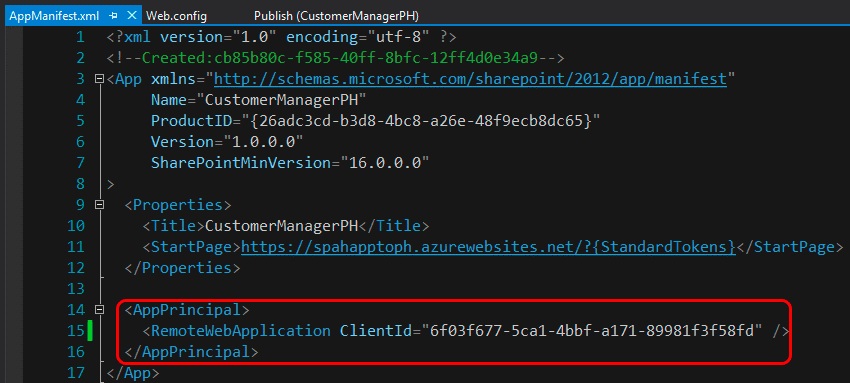 AppManifest.xml Web.config Publish (CustomerManagerPH)
1 <?xml version="1.0" encoding="utf-8" ?>
2 <!--Created:cb85b80c-f585-40ff-8bfc-12ff4d0e34a9-->
3 <App xmlns="http://schemas.microsoft.com/sharepoint/2012/app/manifest"
4 Name="CustomerManagerPH"
5 ProductID="{26adc3cd-b3d8-4bc8-a26e-48f9ecb8dc65}"
6 Version="1.0.0.0"
7 SharePointMinVersion="16.0.0.0"
8 >
9 <Properties>
10 <Title>CustomerManagerPH</Title>
11 <StartPage>https://spahapptoph.azurewebsites.net/?{StandardTokens}</StartPage>
12 </Properties>
13
14 <AppPrincipal>
15 <RemoteWebApplication ClientId="6f03f677-5ca1-4bbf-a171-89981f3f58fd" />
16 </AppPrincipal>
17 </App>